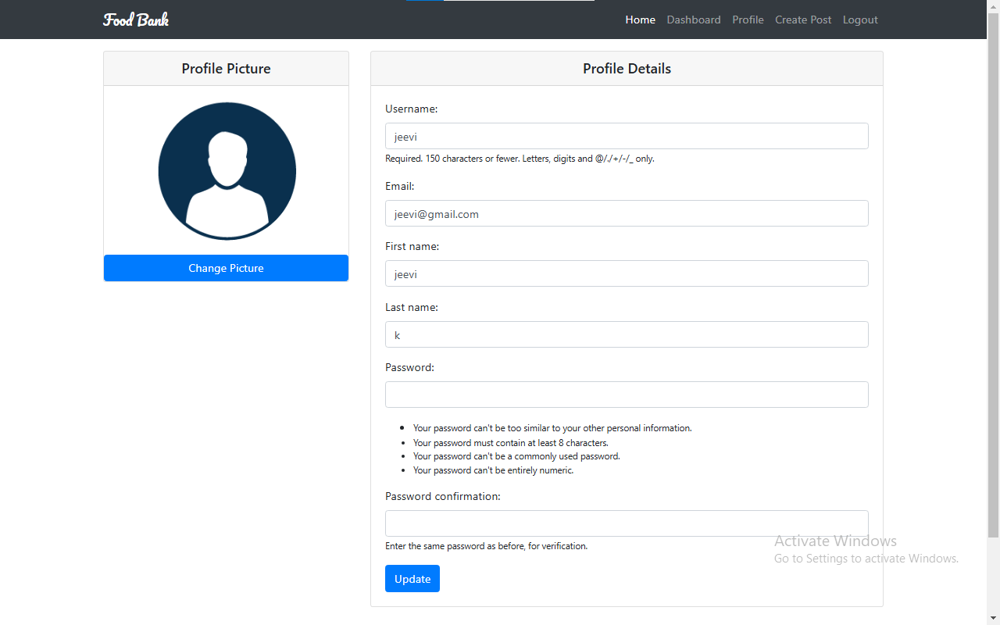 Food Bank
Home Dashboard Profile Create Post Logout
Profile Picture
Change Picture
Profile Details
Username:
jeevi
Required. 150 characters or fewer. Letters, digits and @/./+/-/_ only.
Email:
jeevi@gmail.com
First name:
jeevi
Last name:
k
Password:
• Your password can't be too similar to your other personal information.
• Your password must contain at least 8 characters.
• Your password can't be a commonly used password.
• Your password can't be entirely numeric.
Password confirmation:
Enter the same password as before, for verification.
Update
Activate Windows
Go to Settings to activate Windows.